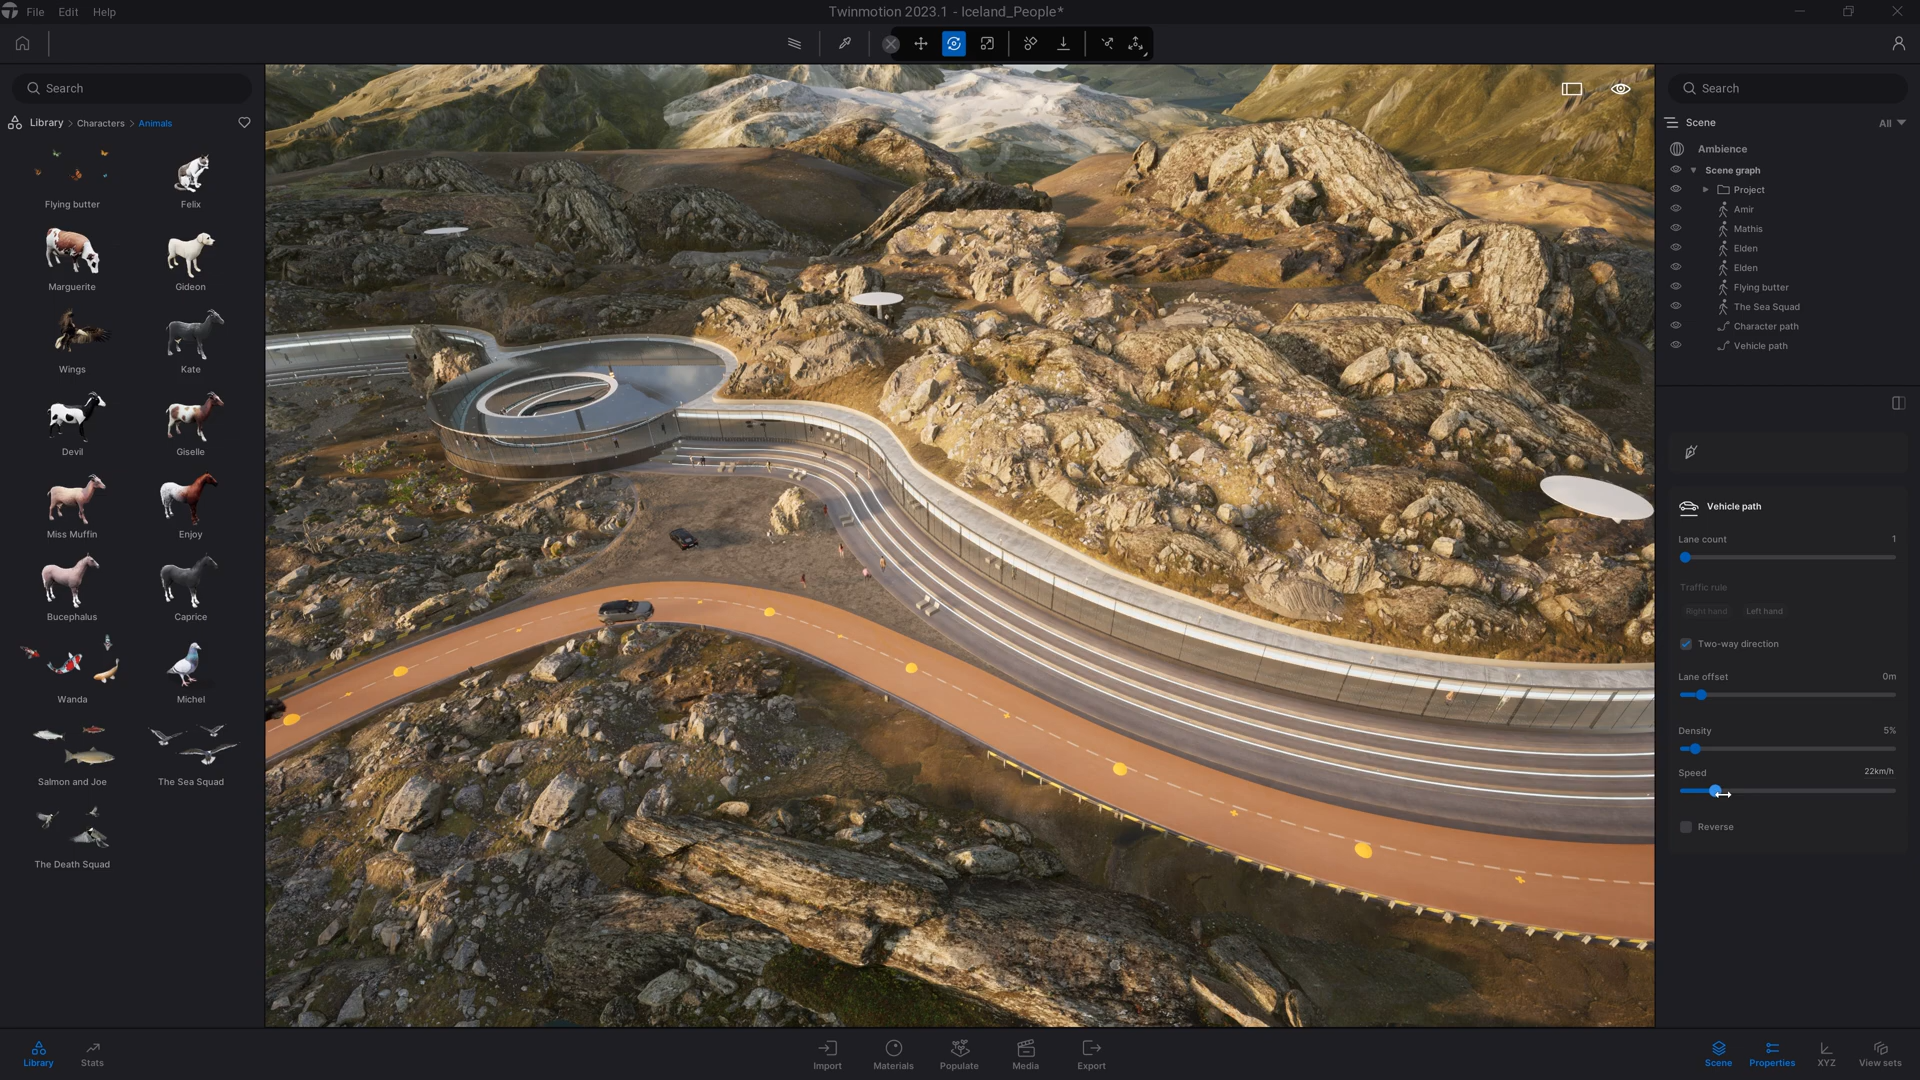 File Edit Help
Twinmotion 2023.1 - Iceland_People*
Search
Library > Characters > Animals
Flying butter
Felix
Marguerite
Gideon
Wings
Kate
Devil
Giselle
Miss Muffin
Enjoy
Bucephalus
Caprice
Wanda
Michel
Salmon and Joe
The Sea Squad
The Death Squad
Search
Scene
All
Ambience
Scene graph
Project
Amir
Mathis
Elden
Elden
Flying butter
The Sea Squad
Character path
Vehicle path
Vehicle path
Lane count 1
Traffic rule
Right hand Left hand
Two-way direction
Lane offset 0m
Density 5%
Speed 22km/h
Reverse
Library Stats
Import Materials Populate Media Export
Scene Properties XYZ View sets